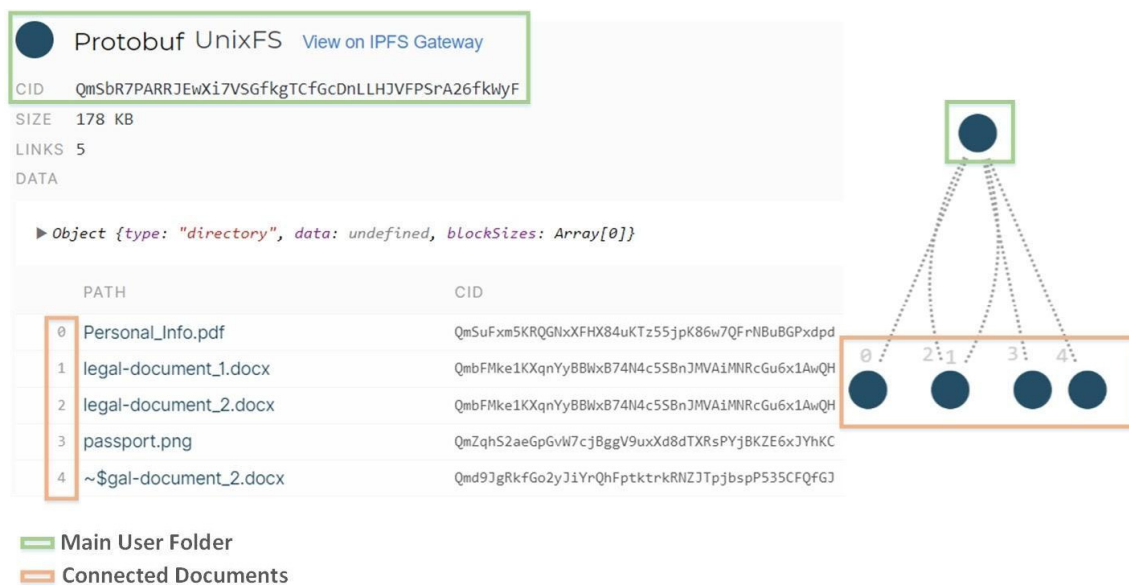 Protobuf UnixFS View on IPFS Gateway
CID QmSbR7PARRJEwXi7VSGfkgTCfGcDnLLHJVFPSrA26fkWyF
SIZE 178 KB
LINKS 5
DATA
▶ Object {type: "directory", data: undefined, blockSizes: Array[0]}
PATH CID
0 Personal_Info.pdf QmSuFxm5KRQGNxXFHX84uKTz55jpK86w7QFrNBuBGPxdpd
1 legal-document_1.docx QmbFMke1KXqnYyBBWxB74N4c5SBnJMVAiMNRcGu6x1AwQH
2 legal-document_2.docx QmbFMke1KXqnYyBBWxB74N4c5SBnJMVAiMNRcGu6x1AwQH
3 passport.png QmZqhS2aeGpGvW7cjBggV9uxXd8dTXRsPYjBKZE6xJYhKC
4 ~$gal-document_2.docx Qmd9JgRkfGo2yJiYrQhFptktrkRNZJTpjbspP535CFQfGJ
0 2 1 3 4
Main User Folder
Connected Documents